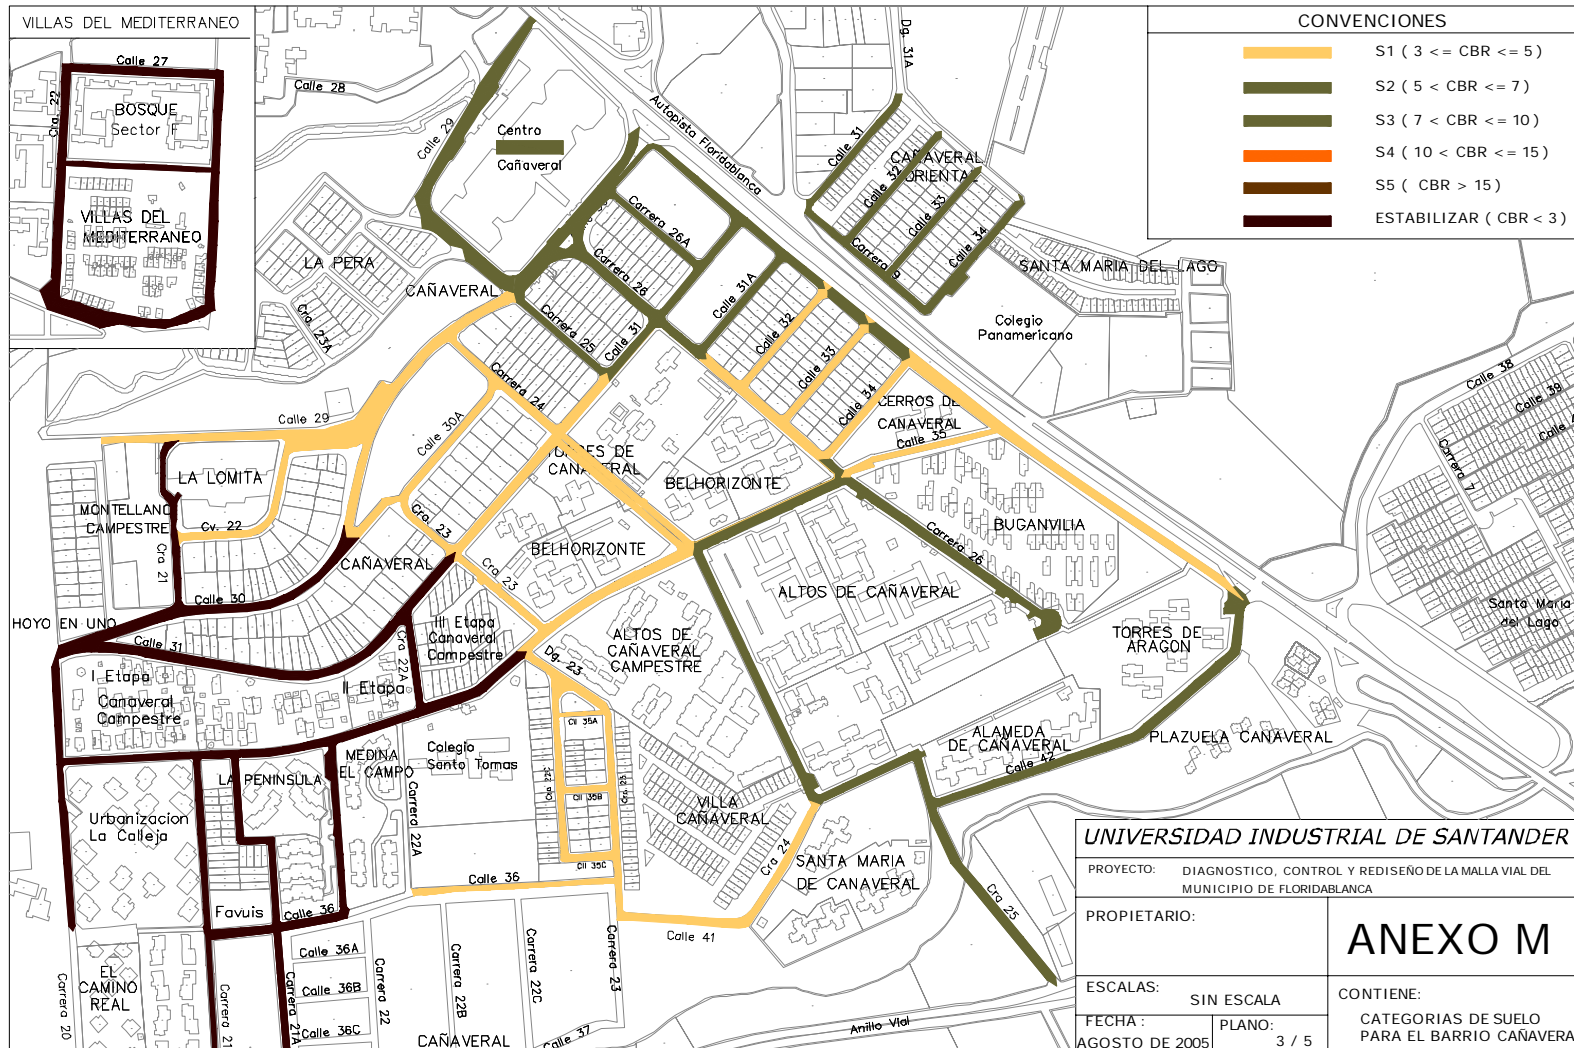 VILLAS DEL MEDITERRANEO
Calle 27
Cra. 22
BOSQUE
Sector F
VILLAS DEL
MEDITERRANEO
Calle 28
Calle 29
Centro
Cañaveral
Autopista Floridablanca
Dg. 31A
Calle 31
CAÑAVERAL
ORIENTAL
Calle 32
Calle 33
Calle 34
Carrera 9
SANTA MARIA DEL LAGO
Colegio
Panamericano
CONVENCIONES
S1 ( 3 <= CBR <= 5)
S2 ( 5 < CBR <= 7)
S3 ( 7 < CBR <= 10)
S4 ( 10 < CBR <= 15)
S5 ( CBR > 15)
ESTABILIZAR ( CBR < 3)
LA PERA
CAÑAVERAL
Cra. 23A
Carrera 26A
Carrera 26
Carrera 25
Calle 31
Calle 31A
Calle 32
Calle 33
Calle 34
CERROS DE
CAÑAVERAL
Calle 35
Carrera 24
Calle 30A
Calle 29
TORRES DE
CAÑAVERAL
BELHORIZONTE
Calle 38
Calle 39
Carrera 7
Santa Maria
del Lago
LA LOMITA
MONTELLANO
CAMPESTRE
Cv. 22
Cra 21
Calle 30
CAÑAVERAL
Cra. 23
Cra. 23
BELHORIZONTE
BUGANVILIA
Carrera 26
ALTOS DE CAÑAVERAL
HOYO EN UNO
Calle 31
III Etapa
Canaveral
Campestre
Cra 22A
I Etapa
Canaveral
Campestre
II Etapa
Dg. 23
ALTOS DE
CAÑAVERAL
CAMPESTRE
TORRES DE
ARAGON
ALAMEDA
DE CAÑAVERAL
Calle 42
PLAZUELA CAÑAVERAL
MEDINA
EL CAMPO
Colegio
Santo Tomas
LA PENINSULA
Urbanizacion
La Calleja
Cll 35A
Cll 35B
Cll 35C
Cra 22C
Cra 23
VILLA
CAÑAVERAL
Cra 24
SANTA MARIA
DE CANAVERAL
Cra 25
Carrera 22A
Calle 36
Favuis
Calle 36
Calle 41
Calle 36A
Calle 36B
Calle 36C
EL
CAMINO
REAL
Carrera 20
Carrera 21
Carrera 21A
Carrera 22
Carrera 22B
Carrera 22C
Carrera 23
Calle 37
CAÑAVERAL
Anillo Vial
UNIVERSIDAD INDUSTRIAL DE SANTANDER
PROYECTO: DIAGNOSTICO, CONTROL Y REDISEÑO DE LA MALLA VIAL DEL
MUNICIPIO DE FLORIDABLANCA
PROPIETARIO:
ANEXO M
ESCALAS:
SIN ESCALA
CONTIENE:
CATEGORIAS DE SUELO
PARA EL BARRIO CAÑAVERA
FECHA :
AGOSTO DE 2005
PLANO:
3 / 5